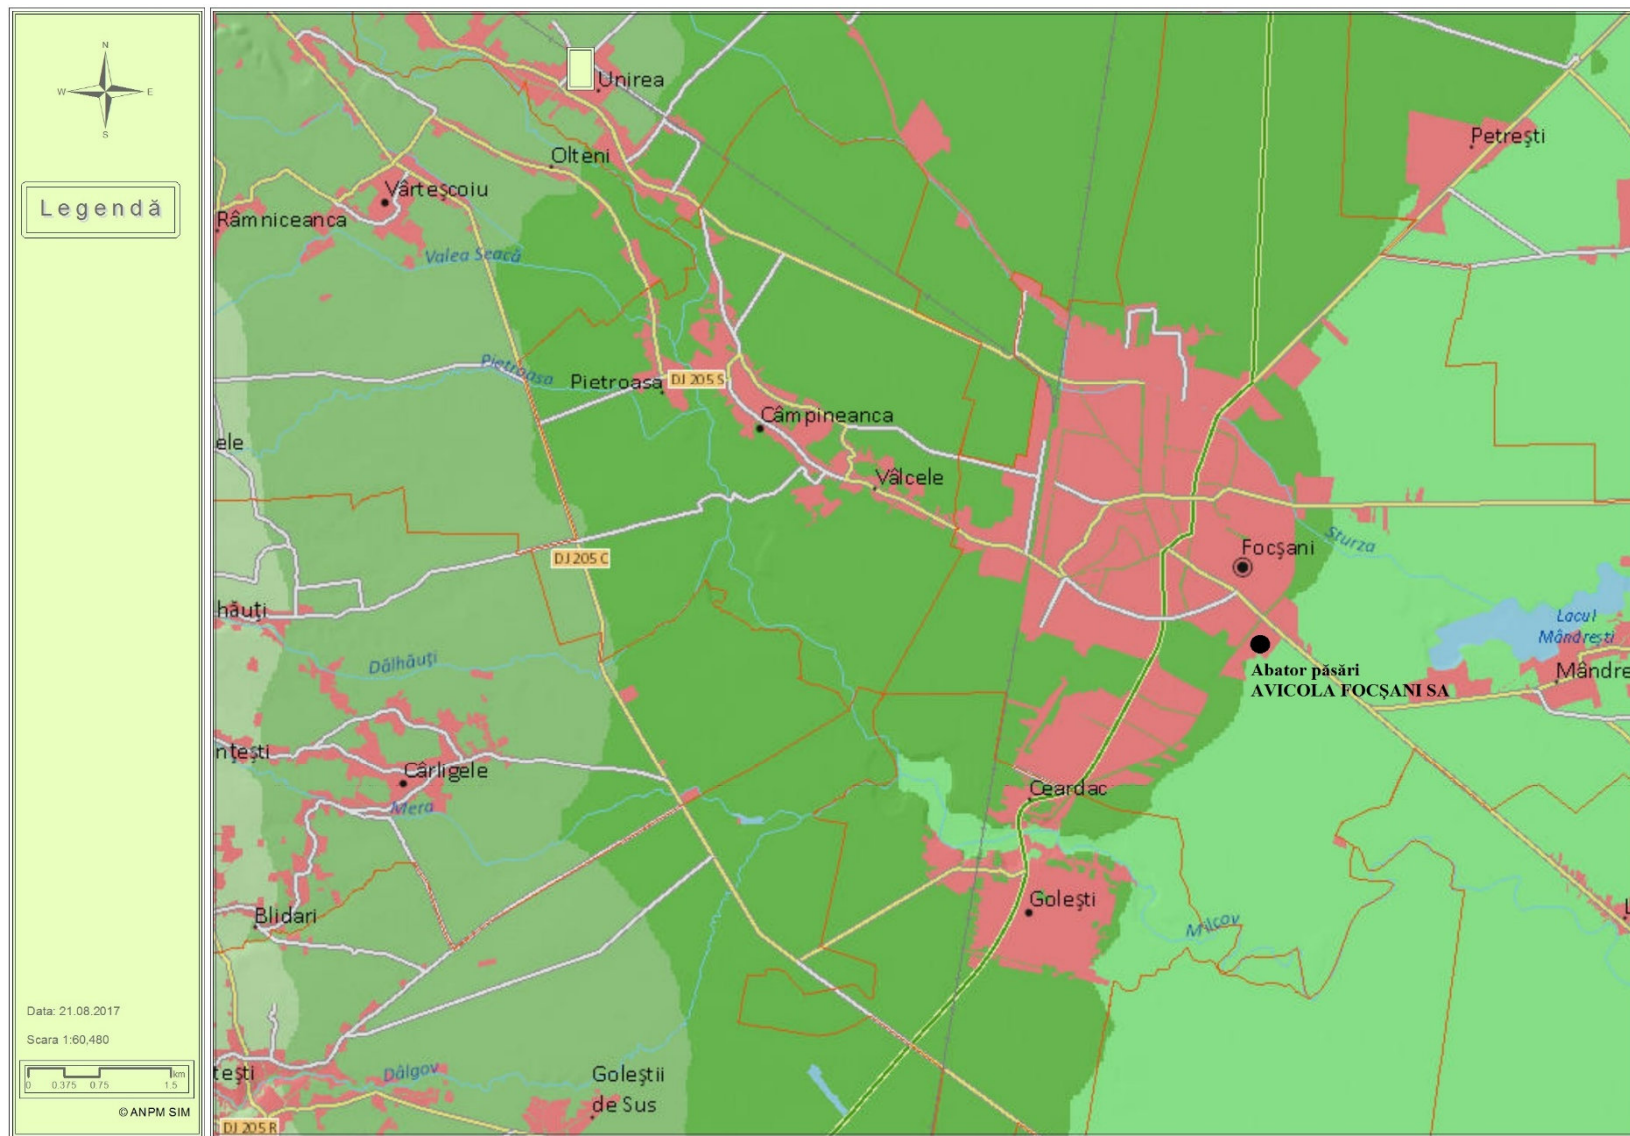 N
W E
S
Legendă
Data: 21.08.2017
Scara 1:60,480
km
0 0.375 0.75 1.5
© ANPM SIM
Unirea
Petrești
Olteni
Vârteșcoiu
Râmniceanca
Valea Seacă
Pietroasa
Pietroasa
DJ 205 S
Câmpineanca
ele
Vâlcele
Focșani
Sturza
DJ 205 C
hăuți
Lacul
Mândrești
Dălhăuți
Abator păsări
AVICOLA FOCȘANI SA
Mândre
nțești
Cârligele
Mera
Ceardac
Golești
Blidari
Milcov
tești
Dâlgov
Goleștii
de Sus
DJ 205 R